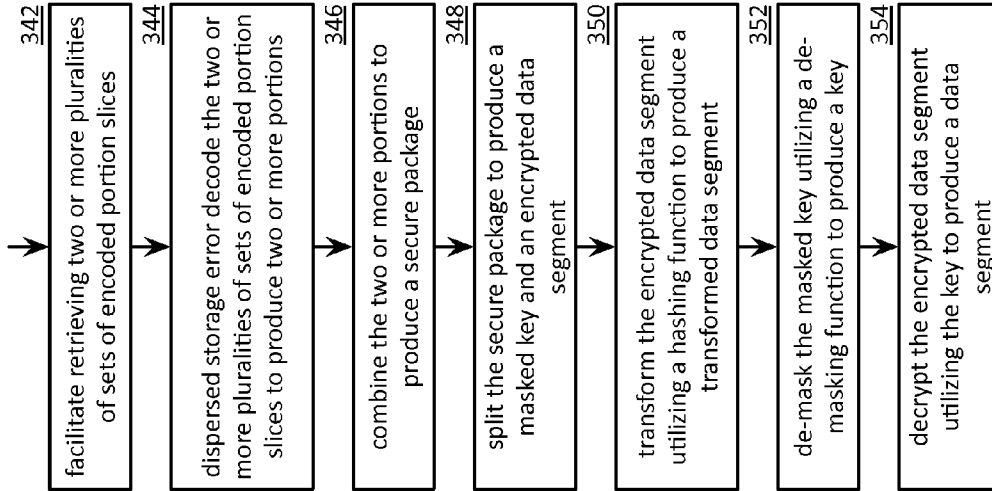 342
facilitate retrieving two or more pluralities
of sets of encoded portion slices
344
dispersed storage error decode the two or
more pluralities of sets of encoded portion
slices to produce two or more portions
346
combine the two or more portions to
produce a secure package
348
split the secure package to produce a
masked key and an encrypted data
segment
350
transform the encrypted data segment
utilizing a hashing function to produce a
transformed data segment
352
de-mask the masked key utilizing a de-
masking function to produce a key
354
decrypt the encrypted data segment
utilizing the key to produce a data
segment